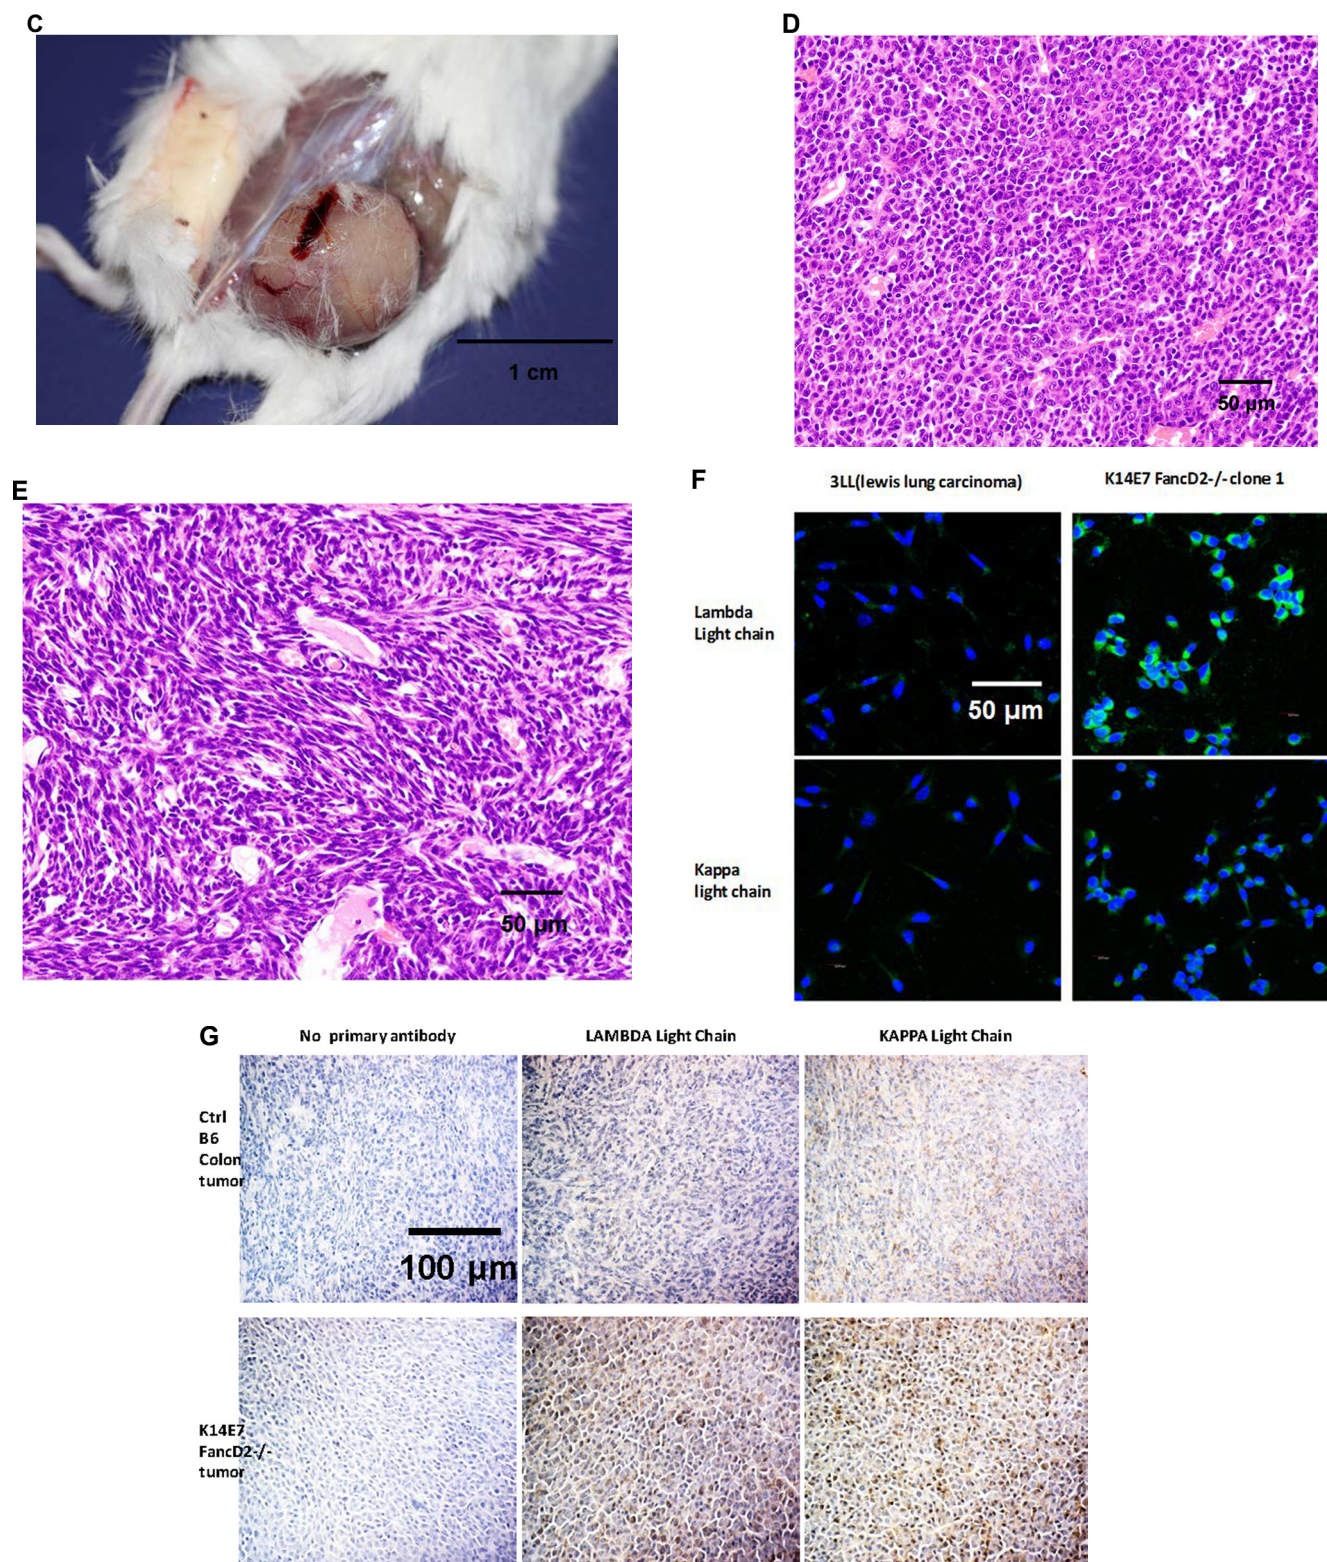 C
D
1 cm
50 µm
E
F
3LL(lewis lung carcinoma)
K14E7 FancD2-/-clone 1
Lambda
Light chain
50 µm
Kappa
light chain
50 µm
G
No primary antibody
LAMBDA Light Chain
KAPPA Light Chain
Ctrl
B6
Colon
tumor
100 µm
K14E7
FancD2-/-
tumor